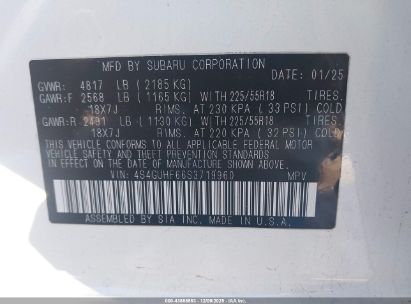 MFD BY SUBARU CORPORATION
DATE: 01/25
GVWR: 4817 LB (2185 KG)
GAWR:F 2568 LB (1165 KG) WITH 225/55R18 TIRES.
18X7J RIMS. AT 230 KPA (33 PSI) COLD
GAWR:R 2491 LB (1130 KG) WITH 225/55R18 TIRES.
18X7J RIMS. AT 220 KPA (32 PSI) COLD
THIS VEHICLE CONFORMS TO ALL APPLICABLE FEDERAL MOTOR
VEHICLE SAFETY AND THEFT PREVENTION STANDARDS
IN EFFECT ON THE DATE OF MANUFACTURE SHOWN ABOVE.
VIN: 4S4GUHF66S3719960 MPV
ASSEMBLED BY SIA INC., U.S.A.